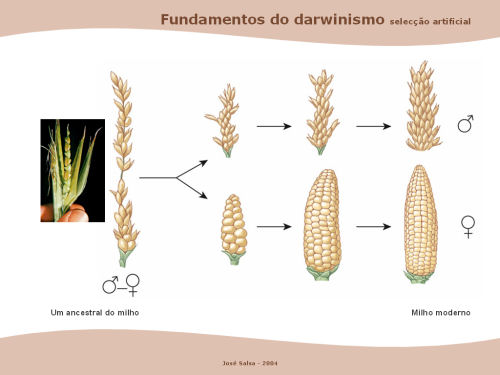 Fundamentos do darwinismo selecção artificial
Um ancestral do milho
Milho moderno
José Salsa - 2004